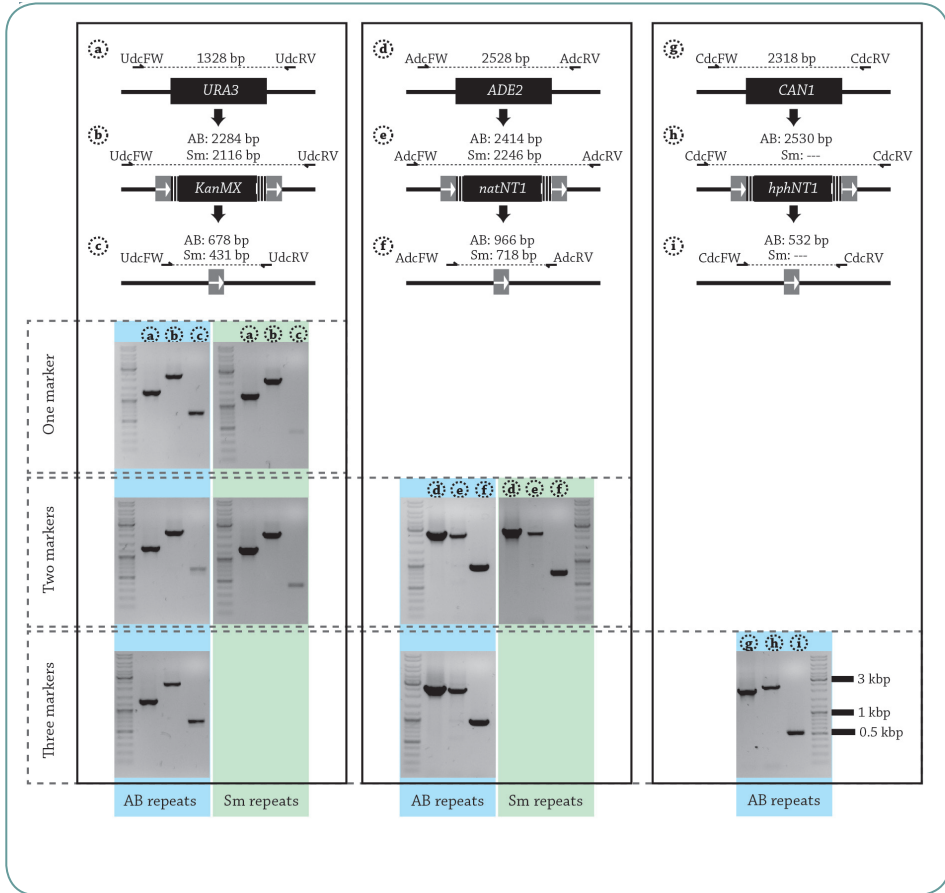 a
UdcFW 1328 bp UdcRV
URA3
b
AB: 2284 bp
UdcFW Sm: 2116 bp UdcRV
KanMX
c
AB: 678 bp
UdcFW Sm: 431 bp UdcRV
d
AdcFW 2528 bp AdcRV
ADE2
e
AB: 2414 bp
AdcFW Sm: 2246 bp AdcRV
natNT1
f
AB: 966 bp
AdcFW Sm: 718 bp AdcRV
g
CdcFW 2318 bp CdcRV
CAN1
h
AB: 2530 bp
CdcFW Sm: --- CdcRV
hphNT1
i
AB: 532 bp
CdcFW Sm: --- CdcRV
One marker
a b c a b c
Two markers
d e f d e f
Three markers
g h i
3 kbp
1 kbp
0.5 kbp
AB repeats Sm repeats AB repeats Sm repeats AB repeats